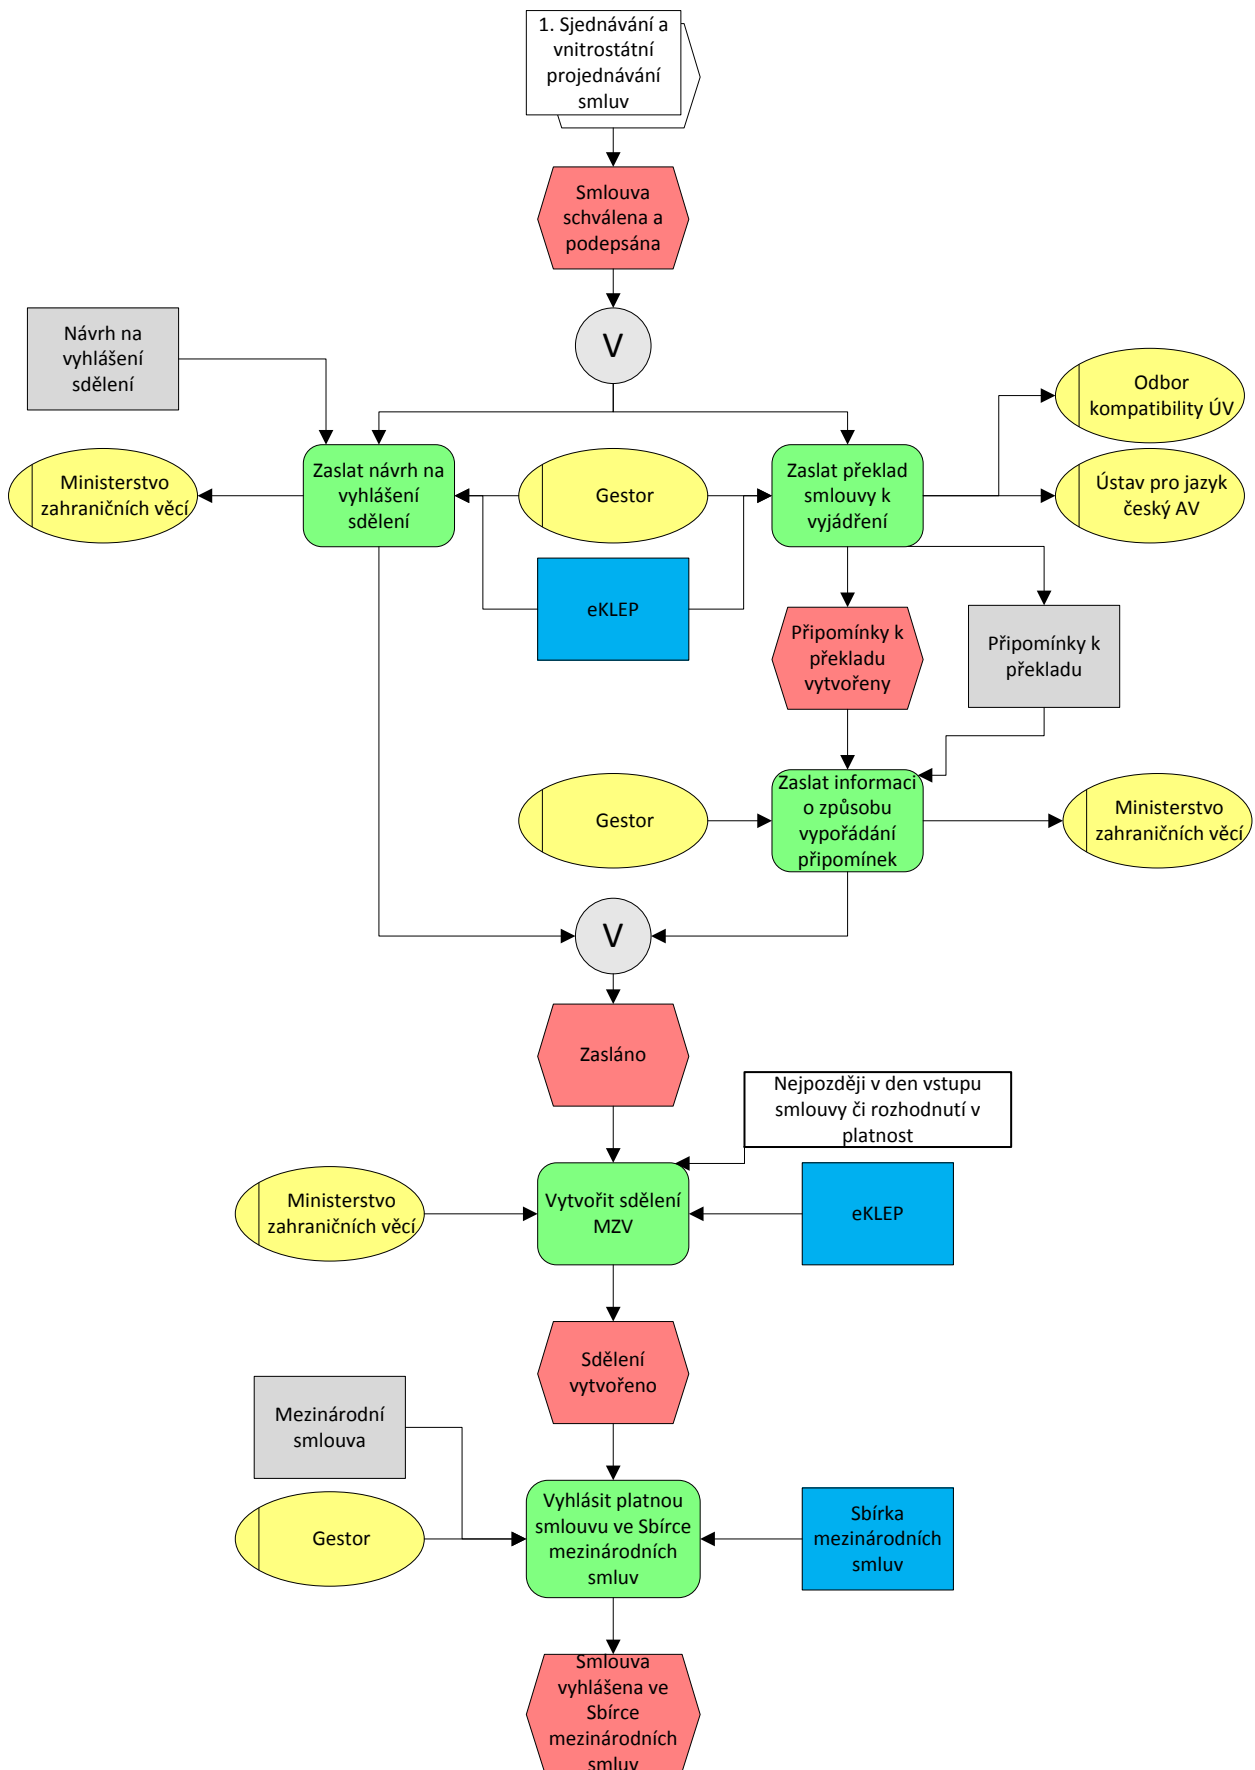 1. Sjednávání a
vnitrostátní
projednávání
smluv
Smlouva
schválena a
podepsána
V
Návrh na
vyhlášení
sdělení
Odbor
kompatibility ÚV
Ministerstvo
zahraničních věcí
Zaslat návrh na
vyhlášení
sdělení
Gestor
Zaslat překlad
smlouvy k
vyjádření
Ústav pro jazyk
český AV
eKLEP
Připomínky k
překladu
vytvořeny
Připomínky k
překladu
Gestor
Zaslat informaci
o způsobu
vypořádání
připomínek
Ministerstvo
zahraničních věcí
V
Zasláno
Nejpozději v den vstupu
smlouvy či rozhodnutí v
platnost
Ministerstvo
zahraničních věcí
Vytvořit sdělení
MZV
eKLEP
Sdělení
vytvořeno
Mezinárodní
smlouva
Gestor
Vyhlásit platnou
smlouvu ve Sbírce
mezinárodních
smluv
Sbírka
mezinárodních
smluv
Smlouva
vyhlášena ve
Sbírce
mezinárodních
smluv